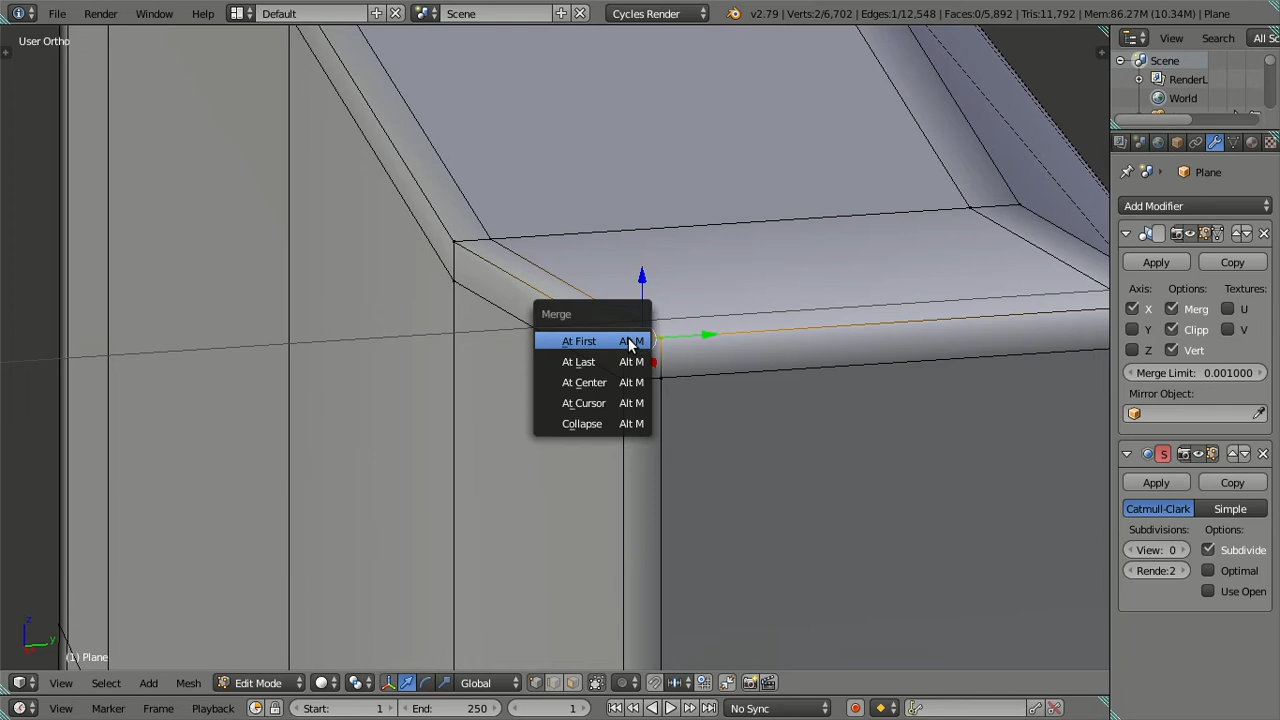 File Render Window Help Default Scene Cycles Render v2.79 | Verts:2/6,702 | Edges:1/12,548 | Faces:0/5,892 | Tris:11,792 | Mem:86.27M (10.34M) | Plane
User Ortho
View Search All Sc
Scene
RenderL
World
Plane
Add Modifier
Apply Copy
Axis: Options: Textures:
X Merg U
Y Clipp V
Z Vert
Merge Limit: 0.001000
Mirror Object:
S
Apply Copy
Catmull-Clark Simple
Subdivisions: Options:
View: 0 Subdivide
Rende:2 Optimal
Use Open
Merge
At First Alt M
At Last Alt M
At Center Alt M
At Cursor Alt M
Collapse Alt M
z
y
(1) Plane
View Select Add Mesh Edit Mode Global
View Marker Frame Playback Start: 1 End: 250 1 No Sync